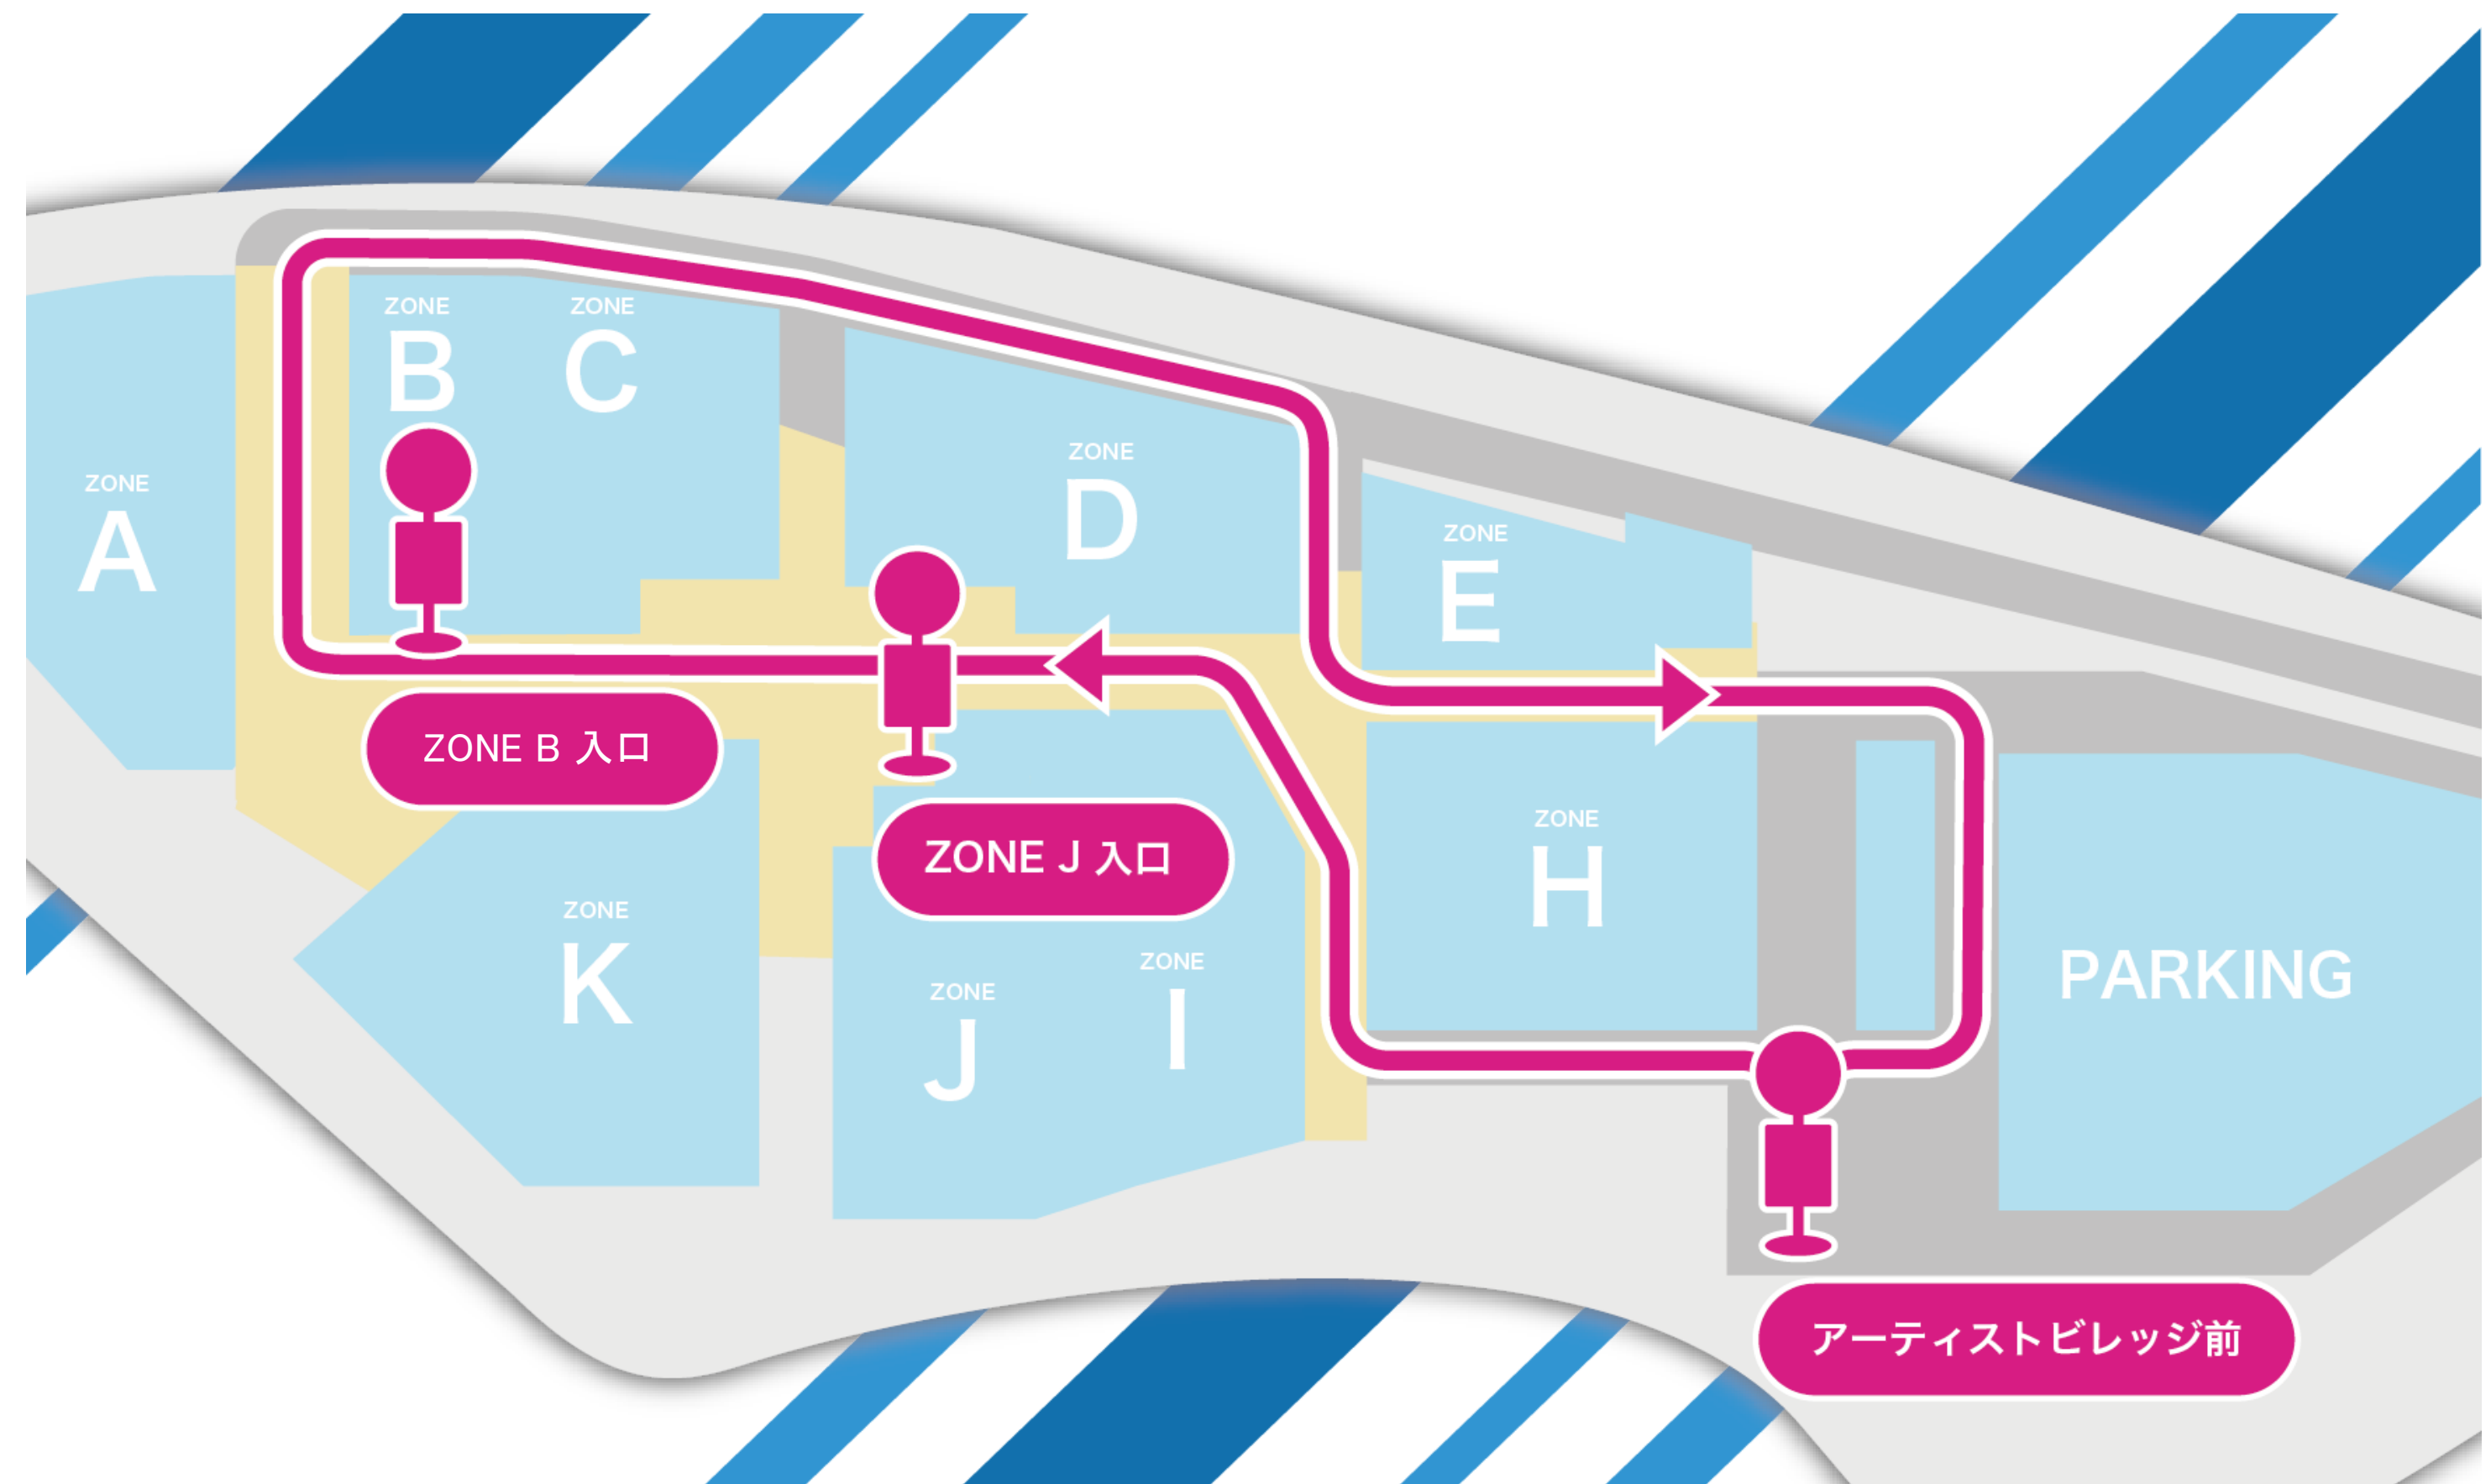 ZONE
B
ZONE
C
ZONE
A
ZONE
D
ZONE
E
ZONE B 入口
ZONE J 入口
ZONE
H
ZONE
K
ZONE
J
ZONE
I
PARKING
アーティストビレッジ前